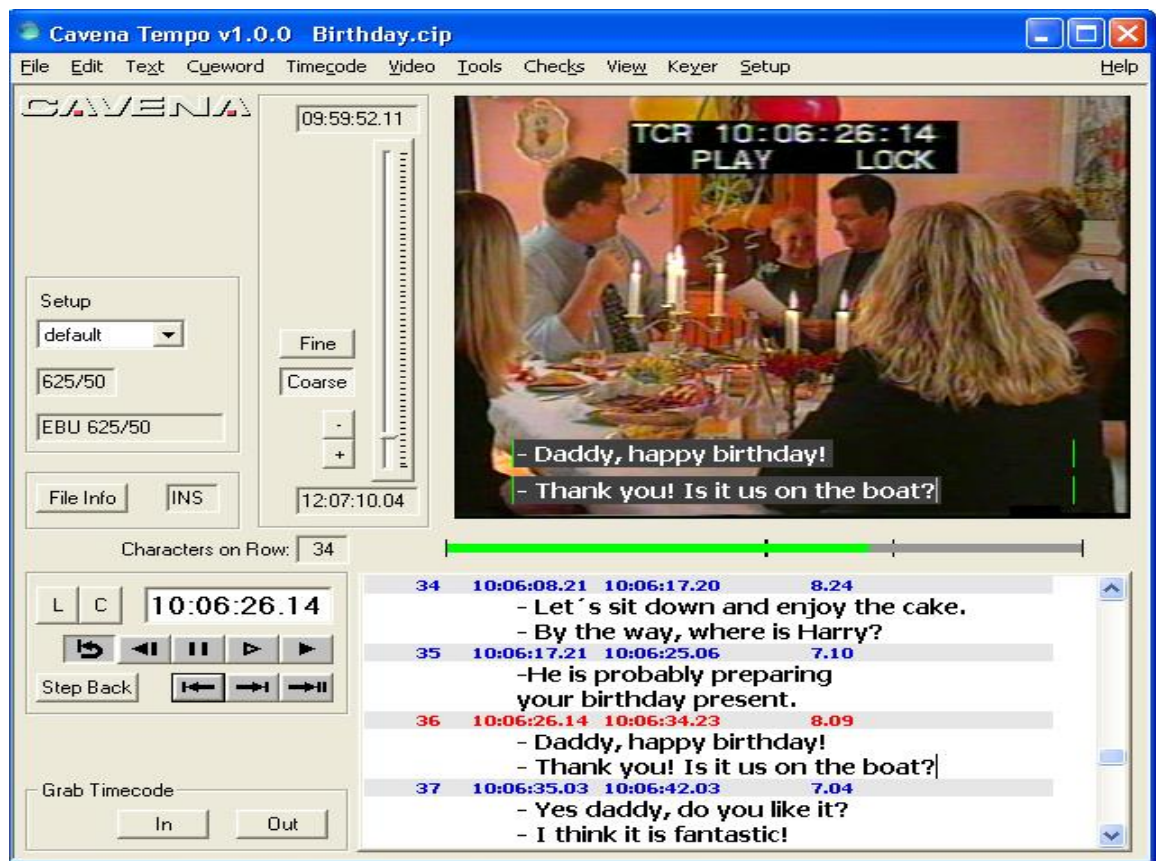 Cavena Tempo v1.0.0 Birthday.cip
File Edit Text Cueword Timecode Video Tools Checks View Keyer Setup Help
CAVENA
09:59:52.11
TCR 10:06:26:14
PLAY LOCK
Setup
default
625/50
EBU 625/50
Fine
Coarse
-
+
File Info INS
12:07:10.04
- Daddy, happy birthday!
- Thank you! Is it us on the boat?
Characters on Row: 34
L C 10:06:26.14
Step Back
Grab Timecode
In Out
34 10:06:08.21 10:06:17.20 8.24
- Let´s sit down and enjoy the cake.
- By the way, where is Harry?
35 10:06:17.21 10:06:25.06 7.10
-He is probably preparing
your birthday present.
36 10:06:26.14 10:06:34.23 8.09
- Daddy, happy birthday!
- Thank you! Is it us on the boat?
37 10:06:35.03 10:06:42.03 7.04
- Yes daddy, do you like it?
- I think it is fantastic!